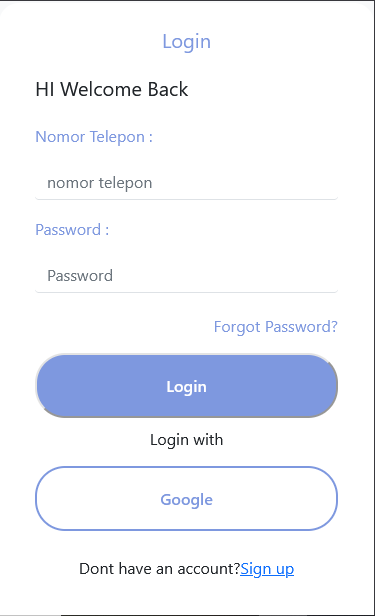 Login
HI Welcome Back
Nomor Telepon :
nomor telepon
Password :
Password
Forgot Password?
Login
Login with
Google
Dont have an account?Sign up